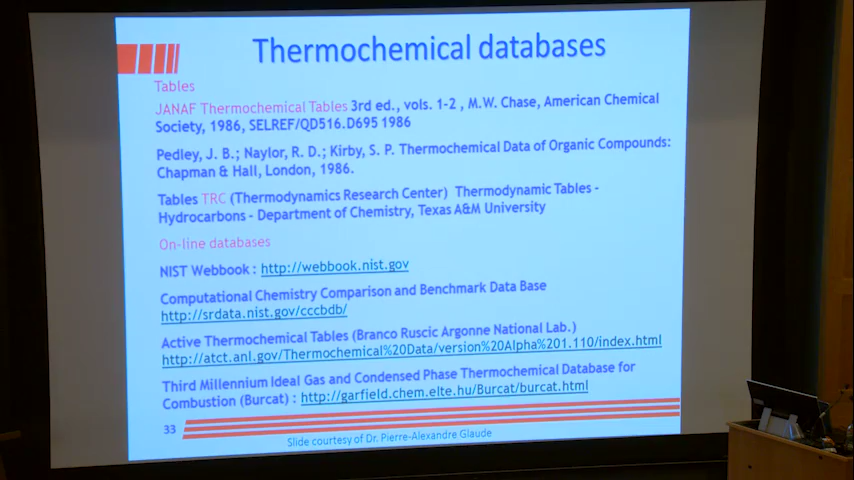 Thermochemical databases
Tables
JANAF Thermochemical Tables 3rd ed., vols. 1-2 , M.W. Chase, American Chemical
Society, 1986, SELREF/QD516.D695 1986
Pedley, J. B.; Naylor, R. D.; Kirby, S. P. Thermochemical Data of Organic Compounds:
Chapman & Hall, London, 1986.
Tables TRC (Thermodynamics Research Center) Thermodynamic Tables -
Hydrocarbons - Department of Chemistry, Texas A&M University
On-line databases
NIST Webbook : http://webbook.nist.gov
Computational Chemistry Comparison and Benchmark Data Base
http://srdata.nist.gov/cccbdb/
Active Thermochemical Tables (Branco Ruscic Argonne National Lab.)
http://atct.anl.gov/Thermochemical%20Data/version%20Alpha%201.110/index.html
Third Millennium Ideal Gas and Condensed Phase Thermochemical Database for
Combustion (Burcat) : http://garfield.chem.elte.hu/Burcat/burcat.html
33
Slide courtesy of Dr. Pierre-Alexandre Glaude